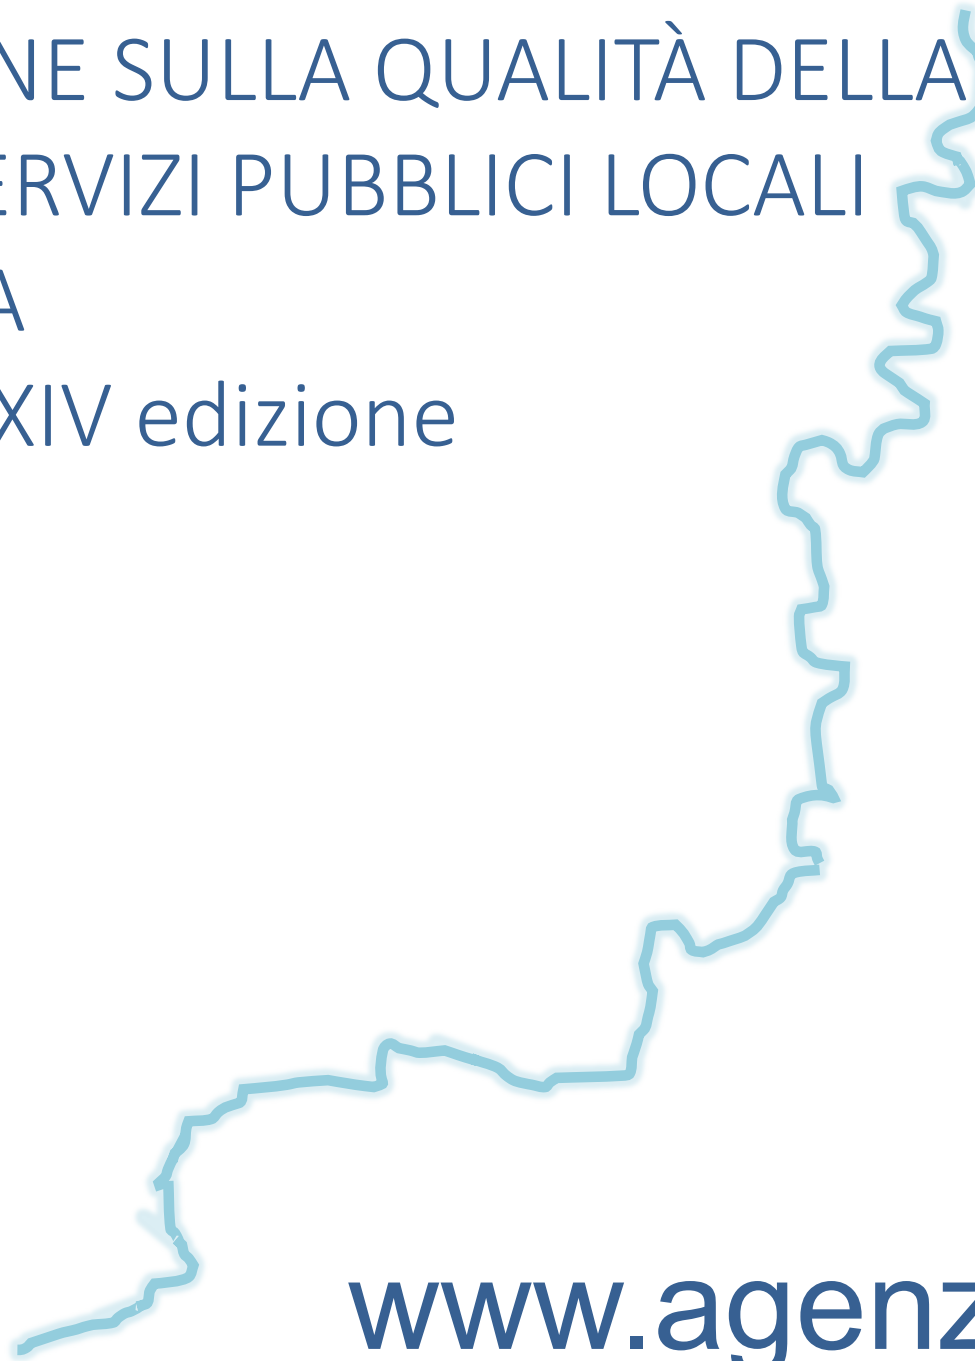 NE SULLA QUALITÀ DELLA
ERVIZI PUBBLICI LOCALI
A
XIV edizione
www.agenz